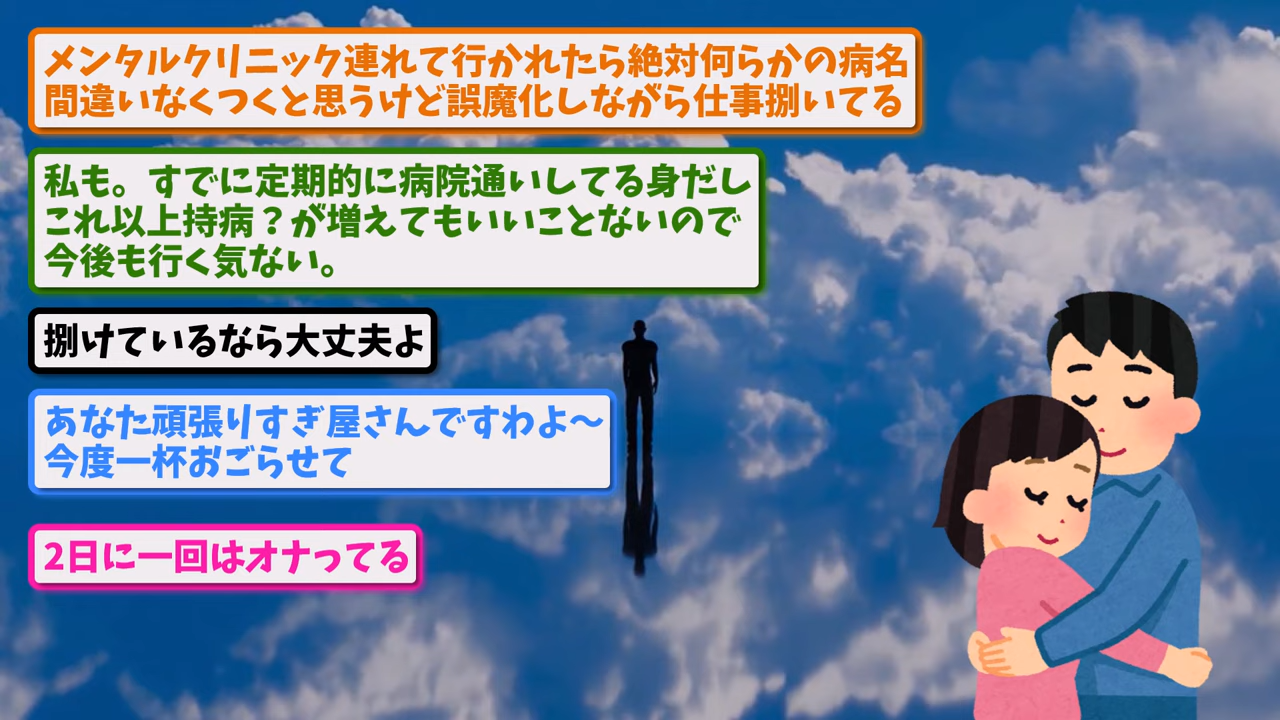 メンタルクリニック連れて行かれたら絶対何らかの病名
間違いなくつくと思うけど誤魔化しながら仕事捌いてる
私も。すでに定期的に病院通いしてる身だし
これ以上持病？が増えてもいいことないので
今後も行く気ない。
捌けているなら大丈夫よ
あなた頑張りすぎ屋さんですわよ〜
今度一杯おごらせて
2日に一回はオナってる